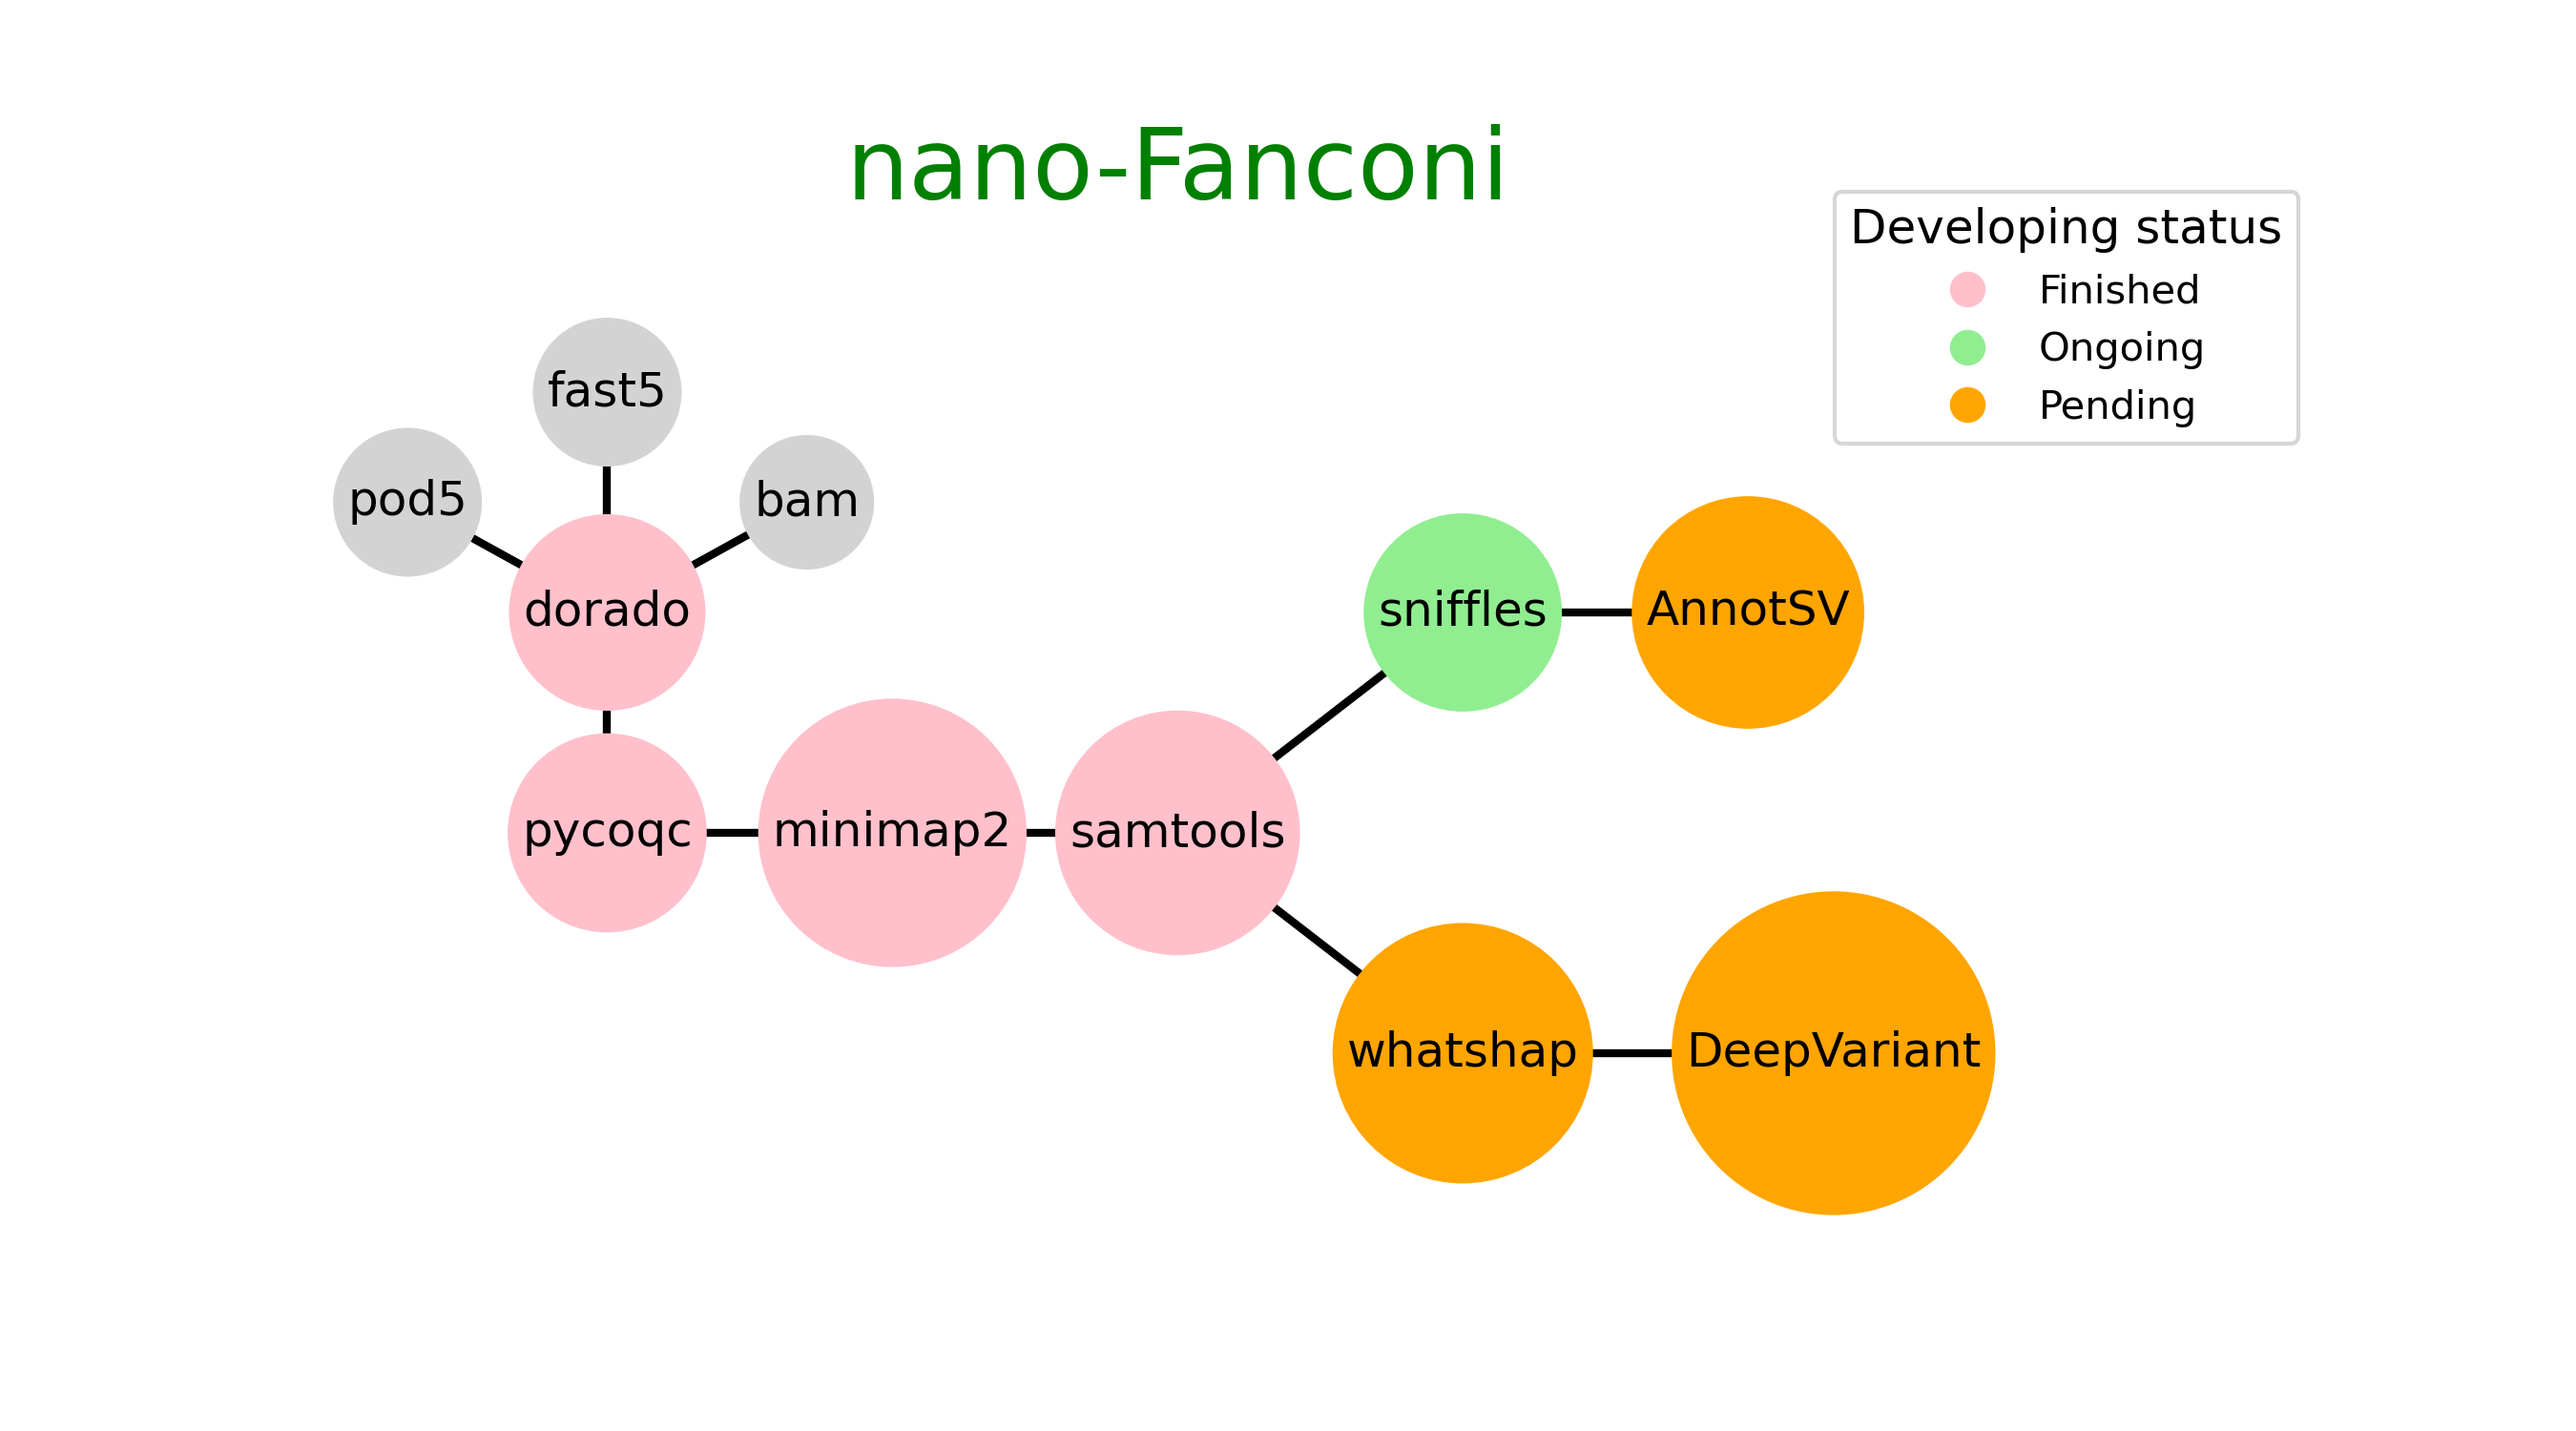 nano-Fanconi
Developing status
Finished
Ongoing
Pending
fast5
pod5
bam
dorado
sniffles
AnnotSV
pycoqc
minimap2
samtools
whatshap
DeepVariant